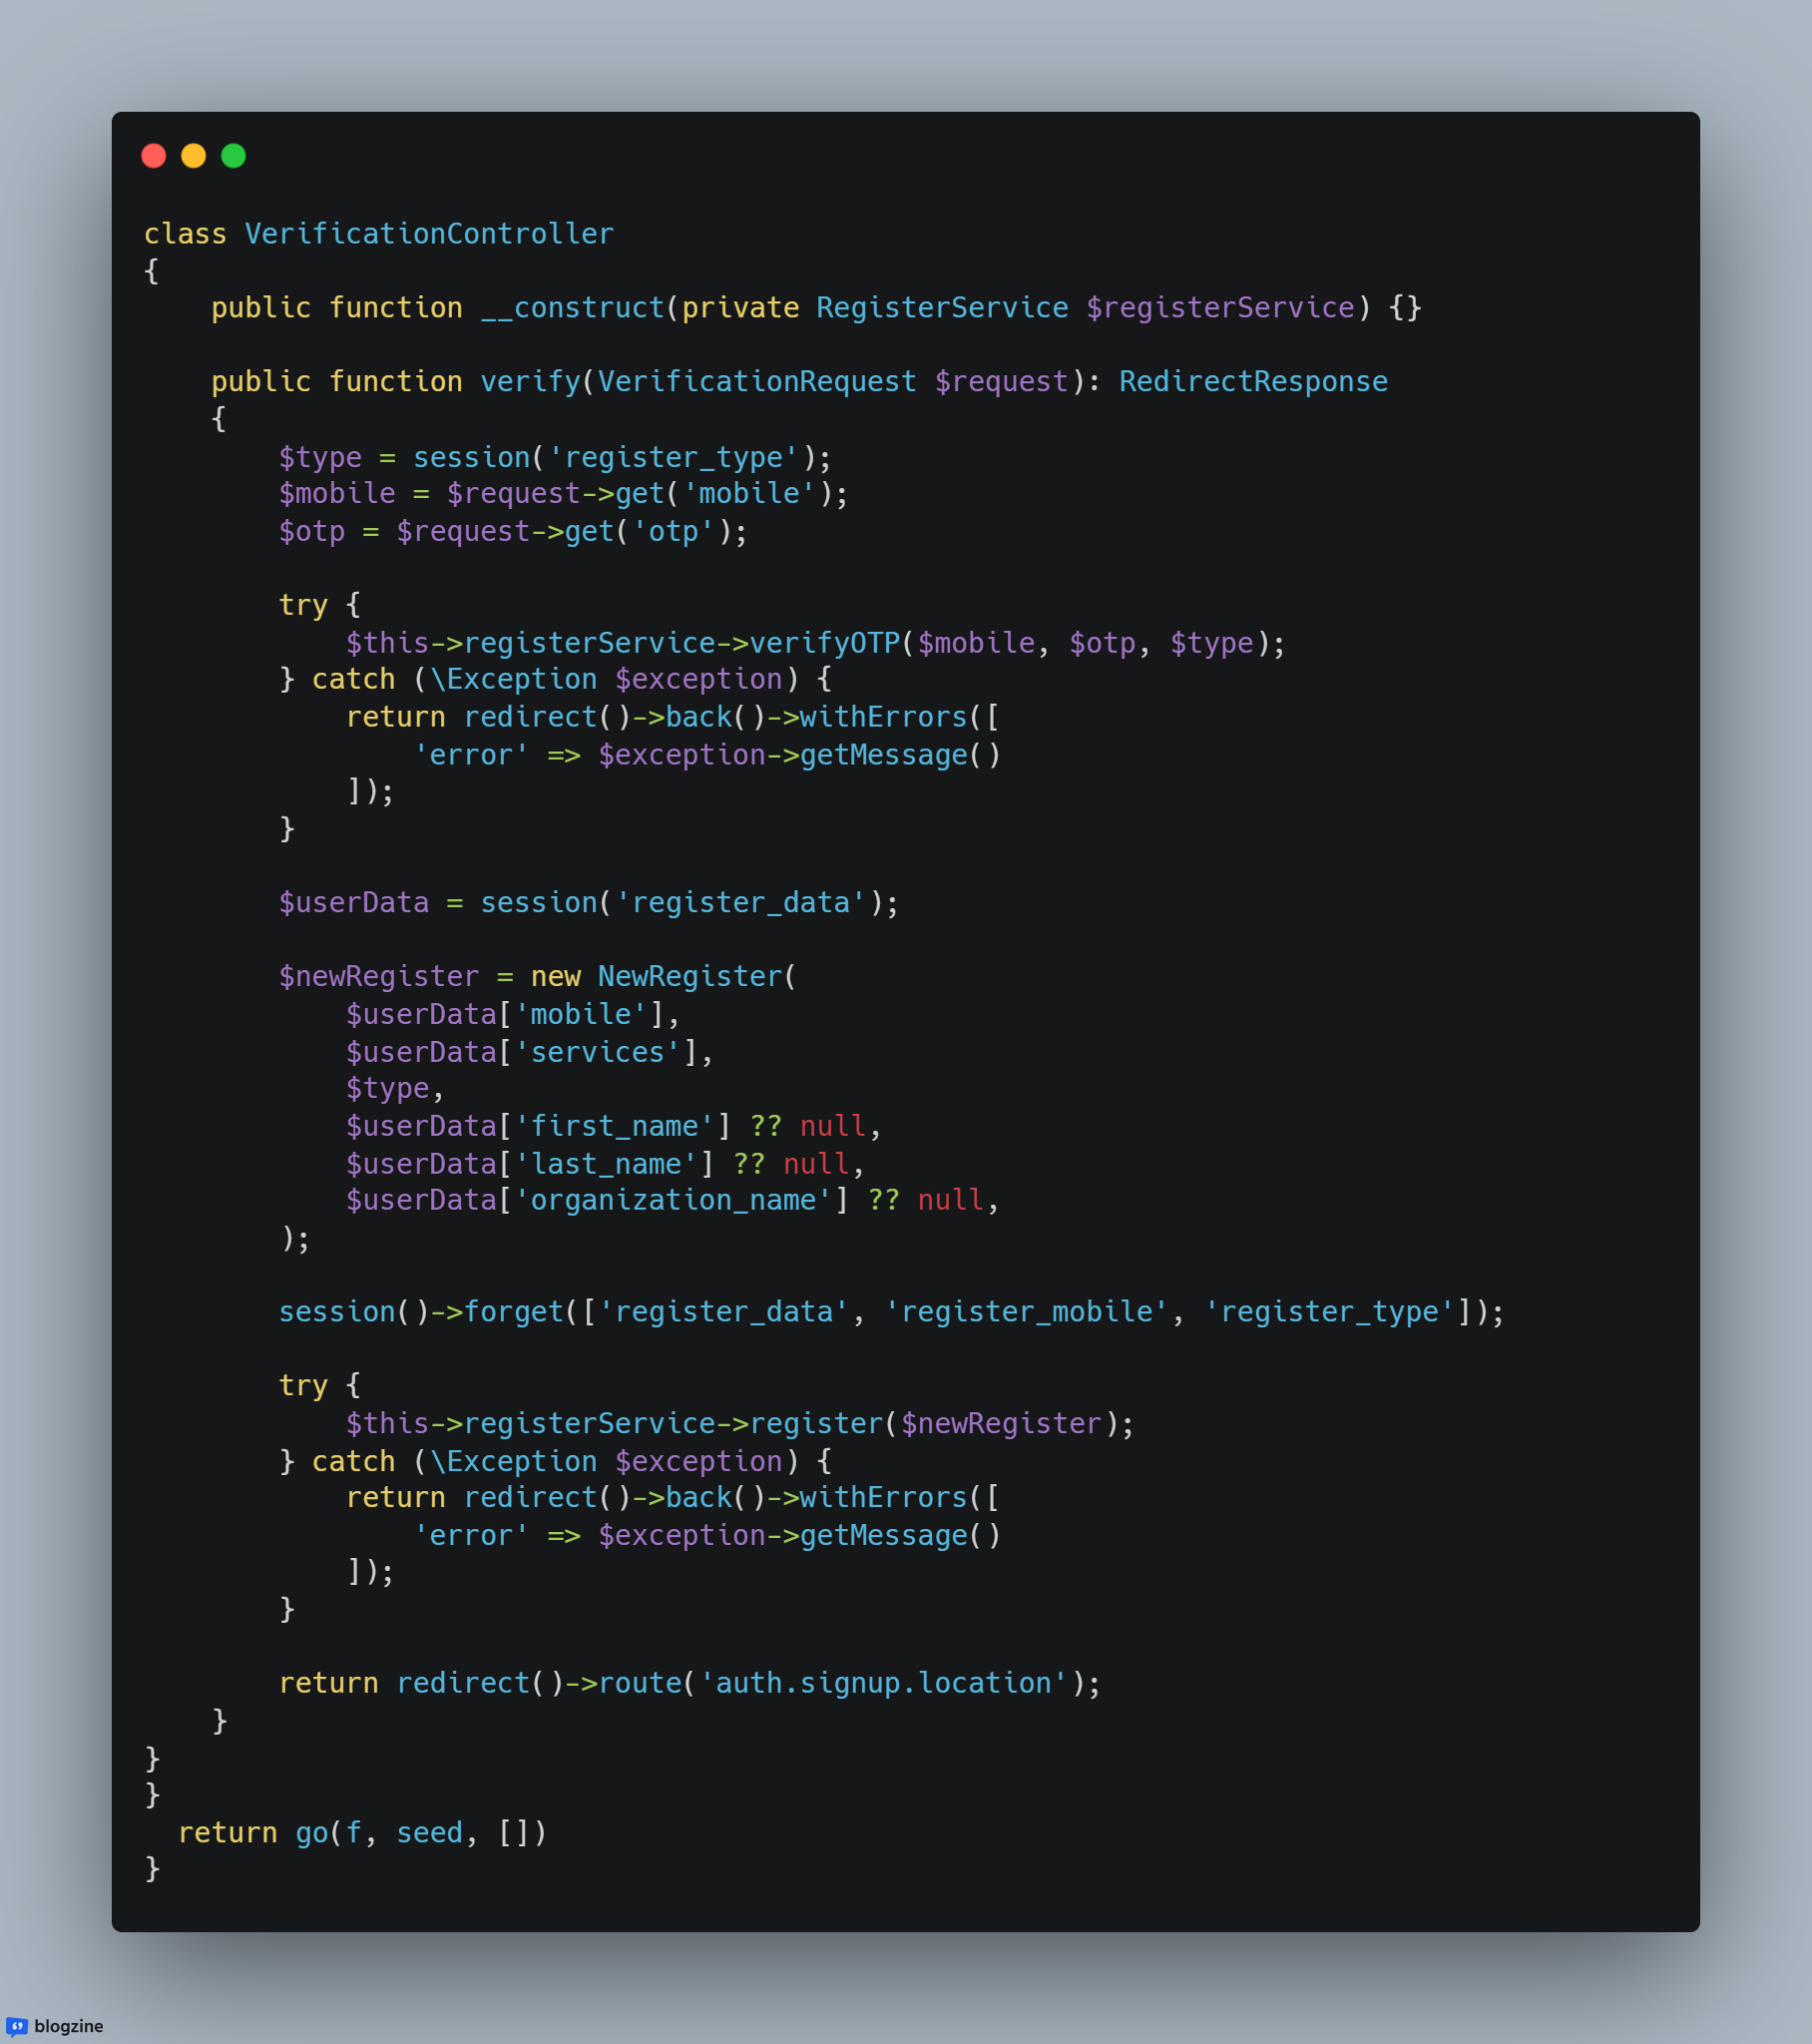 class VerificationController
{
    public function __construct(private RegisterService $registerService) {}
    public function verify(VerificationRequest $request): RedirectResponse
    {
        $type = session('register_type');
        $mobile = $request->get('mobile');
        $otp = $request->get('otp');
        try {
            $this->registerService->verifyOTP($mobile, $otp, $type);
        } catch (\Exception $exception) {
            return redirect()->back()->withErrors([
                'error' => $exception->getMessage()
            ]);
        }
        $userData = session('register_data');
        $newRegister = new NewRegister(
            $userData['mobile'],
            $userData['services'],
            $type,
            $userData['first_name'] ?? null,
            $userData['last_name'] ?? null,
            $userData['organization_name'] ?? null,
        );
        session()->forget(['register_data', 'register_mobile', 'register_type']);
        try {
            $this->registerService->register($newRegister);
        } catch (\Exception $exception) {
            return redirect()->back()->withErrors([
                'error' => $exception->getMessage()
            ]);
        }
        return redirect()->route('auth.signup.location');
    }
}
}
  return go(f, seed, [])
}
blogzine